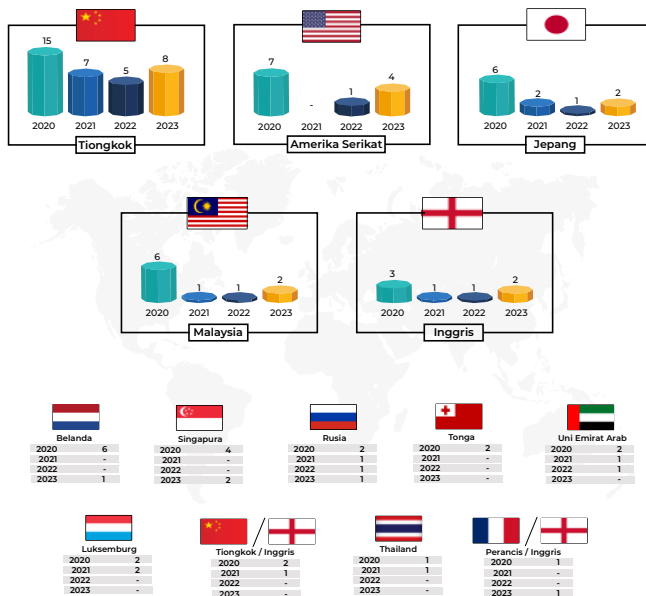 15
7
5
8
2020 2021 2022 2023
Tiongkok
7
-
1
4
2020 2021 2022 2023
Amerika Serikat
6
2
1
2
2020 2021 2022 2023
Jepang
6
1
1
2
2020 2021 2022 2023
Malaysia
3
1
1
2
2020 2021 2022 2023
Inggris
Belanda
2020 6
2021 -
2022 -
2023 1
Singapura
2020 4
2021 -
2022 -
2023 2
Rusia
2020 2
2021 1
2022 1
2023 1
Tonga
2020 2
2021 -
2022 -
2023 -
Uni Emirat Arab
2020 2
2021 1
2022 1
2023 -
Luksemburg
2020 2
2021 2
2022 -
2023 -
Tiongkok / Inggris
2020 2
2021 1
2022 -
2023 -
Thailand
2020 1
2021 1
2022 -
2023 -
Perancis / Inggris
2020 1
2021 -
2022 -
2023 1